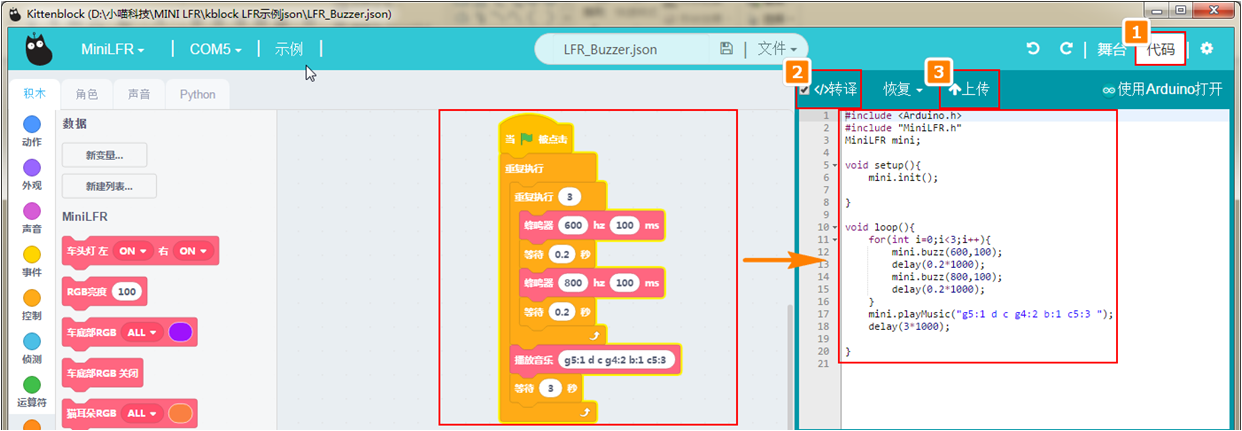 Kittenblock (D:\小喵科技\MINI LFR\kblock LFR示例json\LFR_Buzzer.json)
MiniLFR
COM5
示例
LFR_Buzzer.json
文件
舞台
1
代码
积木
角色
声音
Python
2
</>转译
恢复
3
上传
使用Arduino打开
动作
外观
声音
事件
控制
侦测
运算符
数据
新变量...
新建列表...
MiniLFR
车头灯 左 ON 右 ON
RGB亮度 100
车底部RGB ALL
车底部RGB 关闭
猫耳朵RGB ALL
当 被点击
重复执行
重复执行 3
蜂鸣器 600 hz 100 ms
等待 0.2 秒
蜂鸣器 800 hz 100 ms
等待 0.2 秒
播放音乐 g5:1 d c g4:2 b:1 c5:3
等待 3 秒
1 #include <Arduino.h>
2 #include "MiniLFR.h"
3 MiniLFR mini;
4
5 void setup(){
6 mini.init();
7
8 }
9
10 void loop(){
11 for(int i=0;i<3;i++){
12 mini.buzz(600,100);
13 delay(0.2*1000);
14 mini.buzz(800,100);
15 delay(0.2*1000);
16 }
17 mini.playMusic("g5:1 d c g4:2 b:1 c5:3 ");
18 delay(3*1000);
19
20 }
21